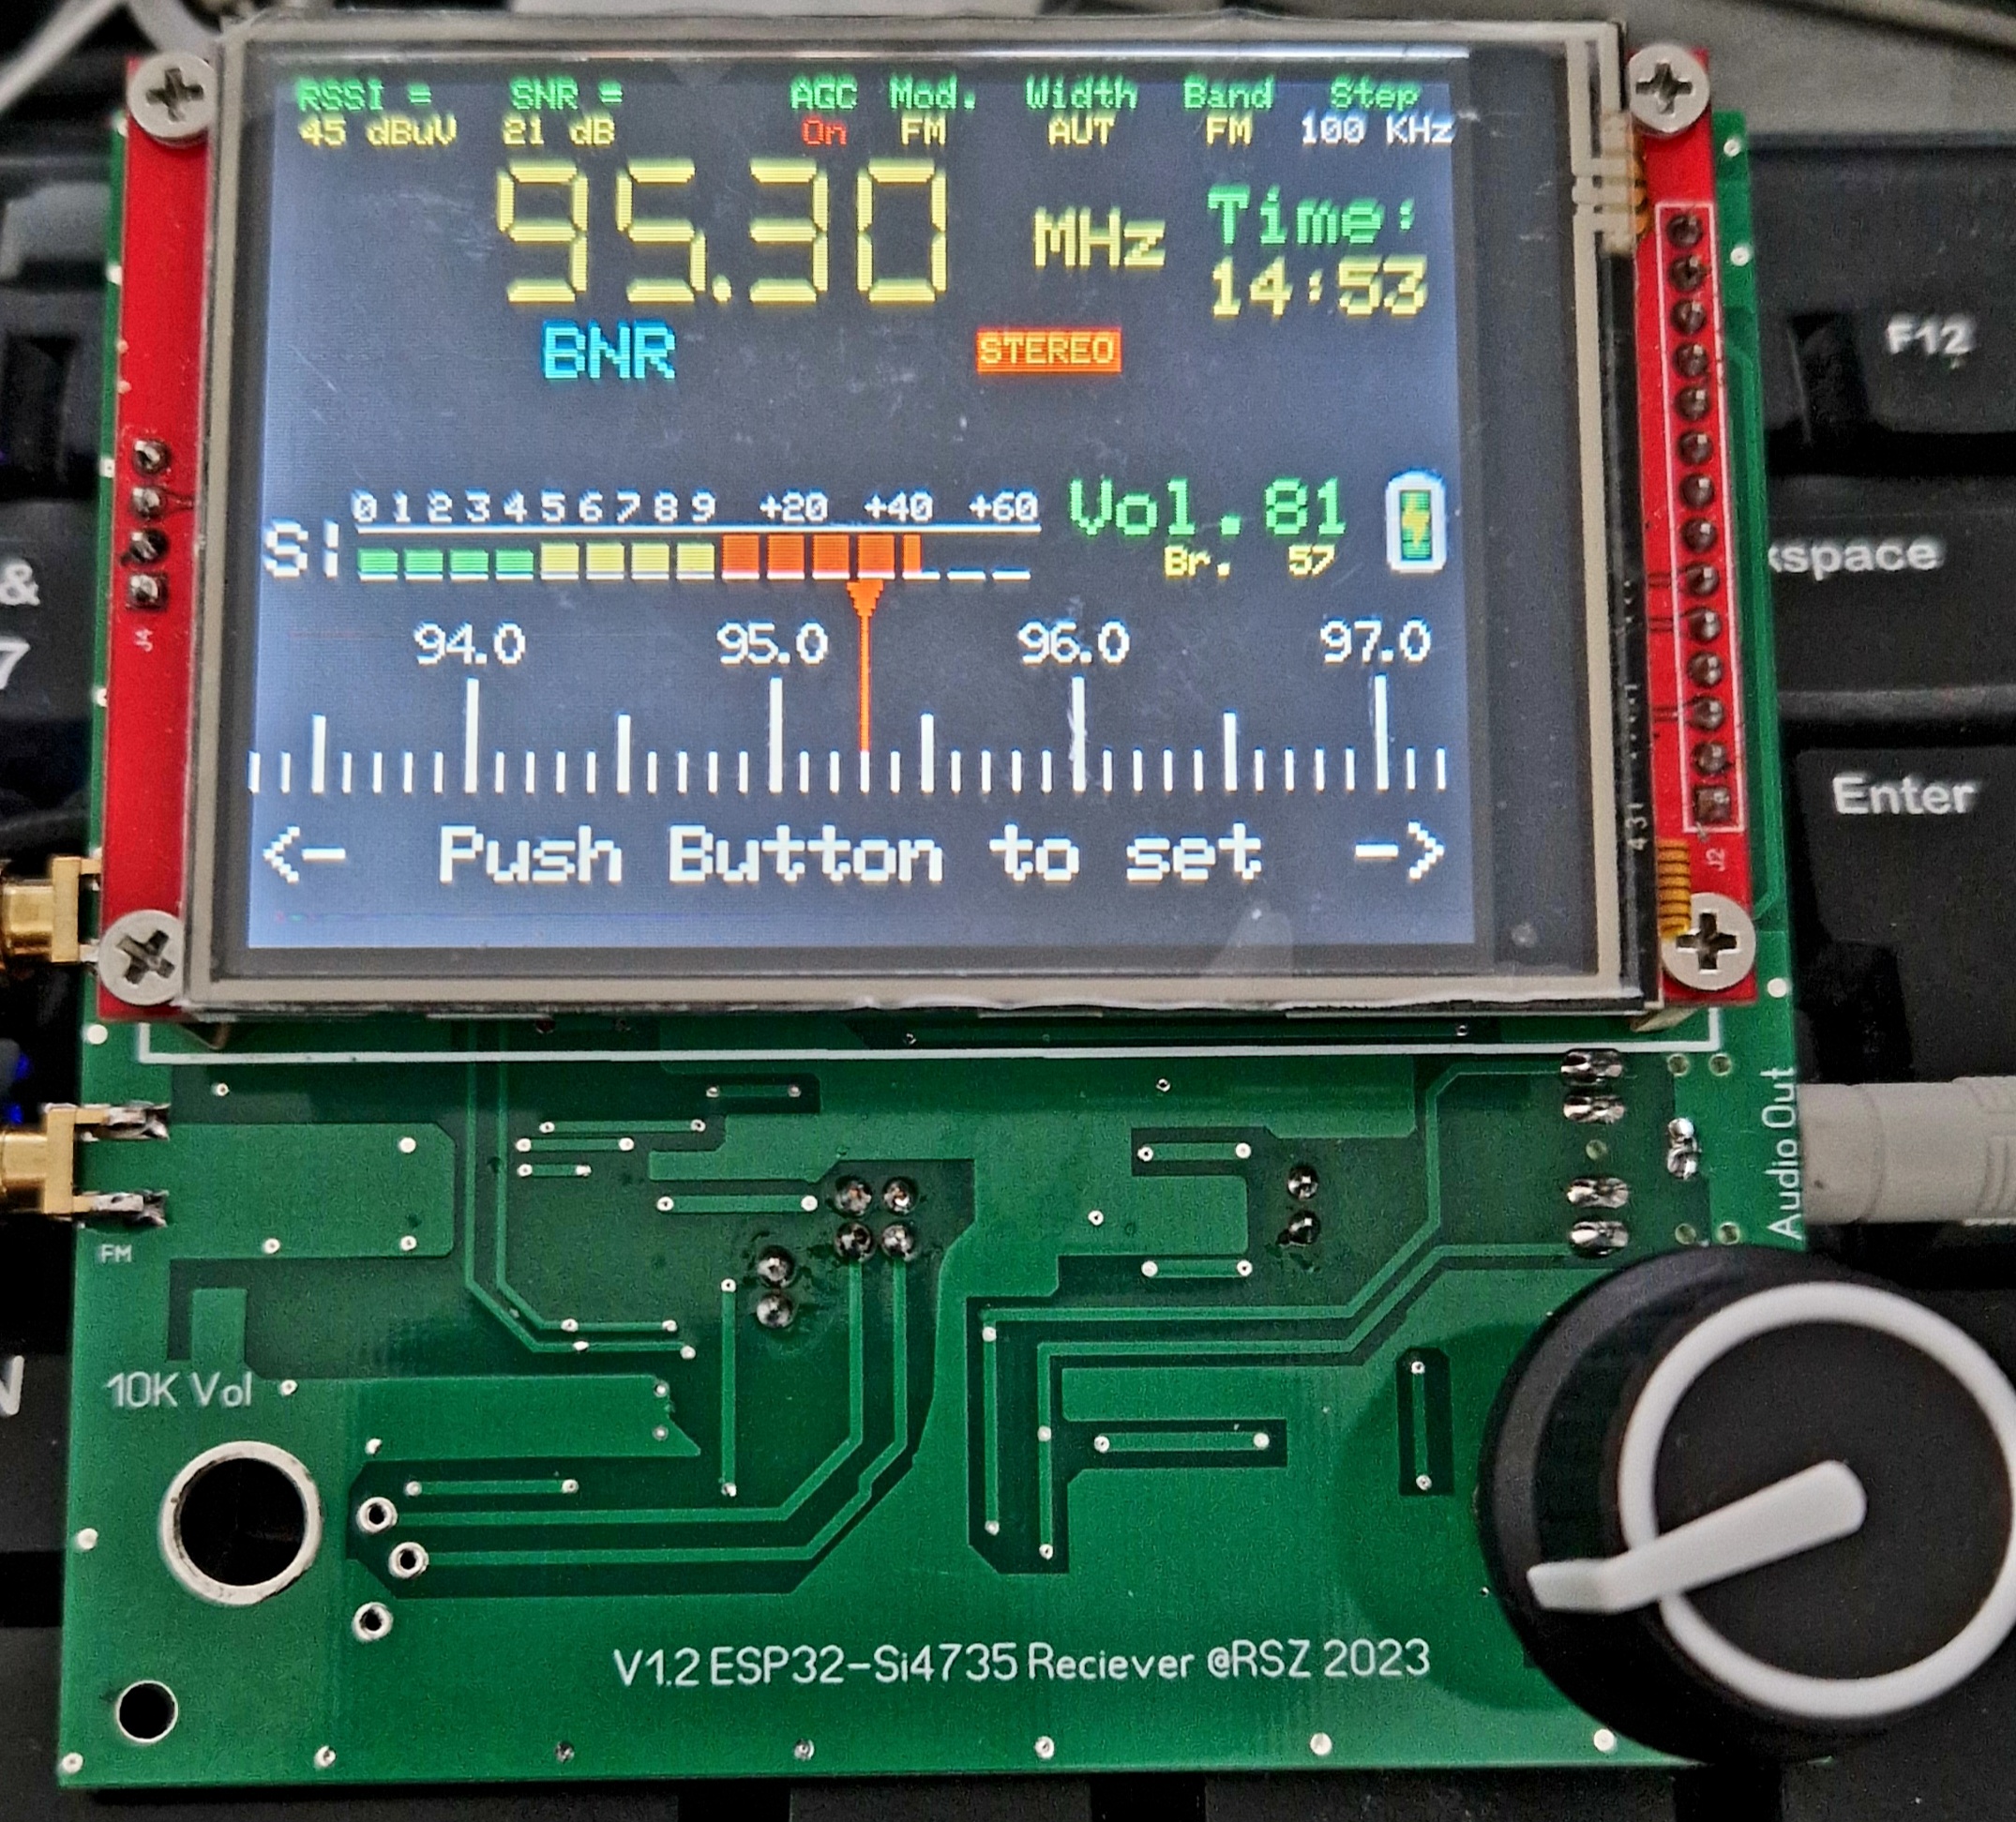 RSSI = SNR = AGC Mod. Width Band Step
45 dBuV 21 dB On FM AUT FM 100 KHz
95.30 MHz
Time:
14:53
BNR STEREO
0 1 2 3 4 5 6 7 8 9 +20 +40 +60
S:
Vol.81
Br. 57
94.0 95.0 96.0 97.0
<- Push Button to set ->
J4
J2
431
F12
kspace
Enter
&
7
N
FM
Audio Out
10K Vol
V1.2 ESP32-Si4735 Reciever @RSZ 2023